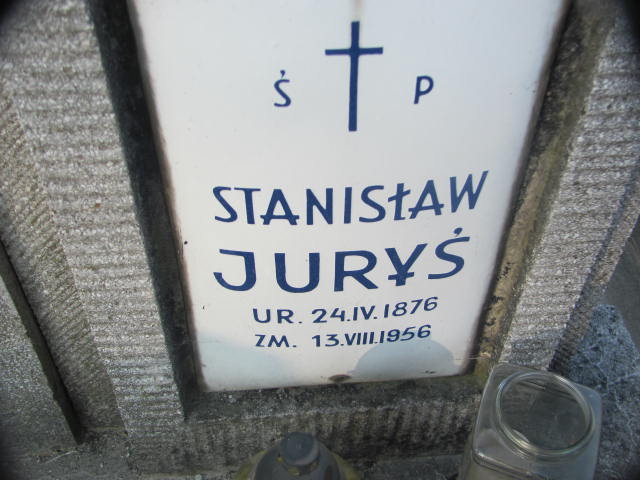 Ś P
STANISŁAW
JURYŚ
UR. 24.IV.1876
ZM. 13.VIII.1956